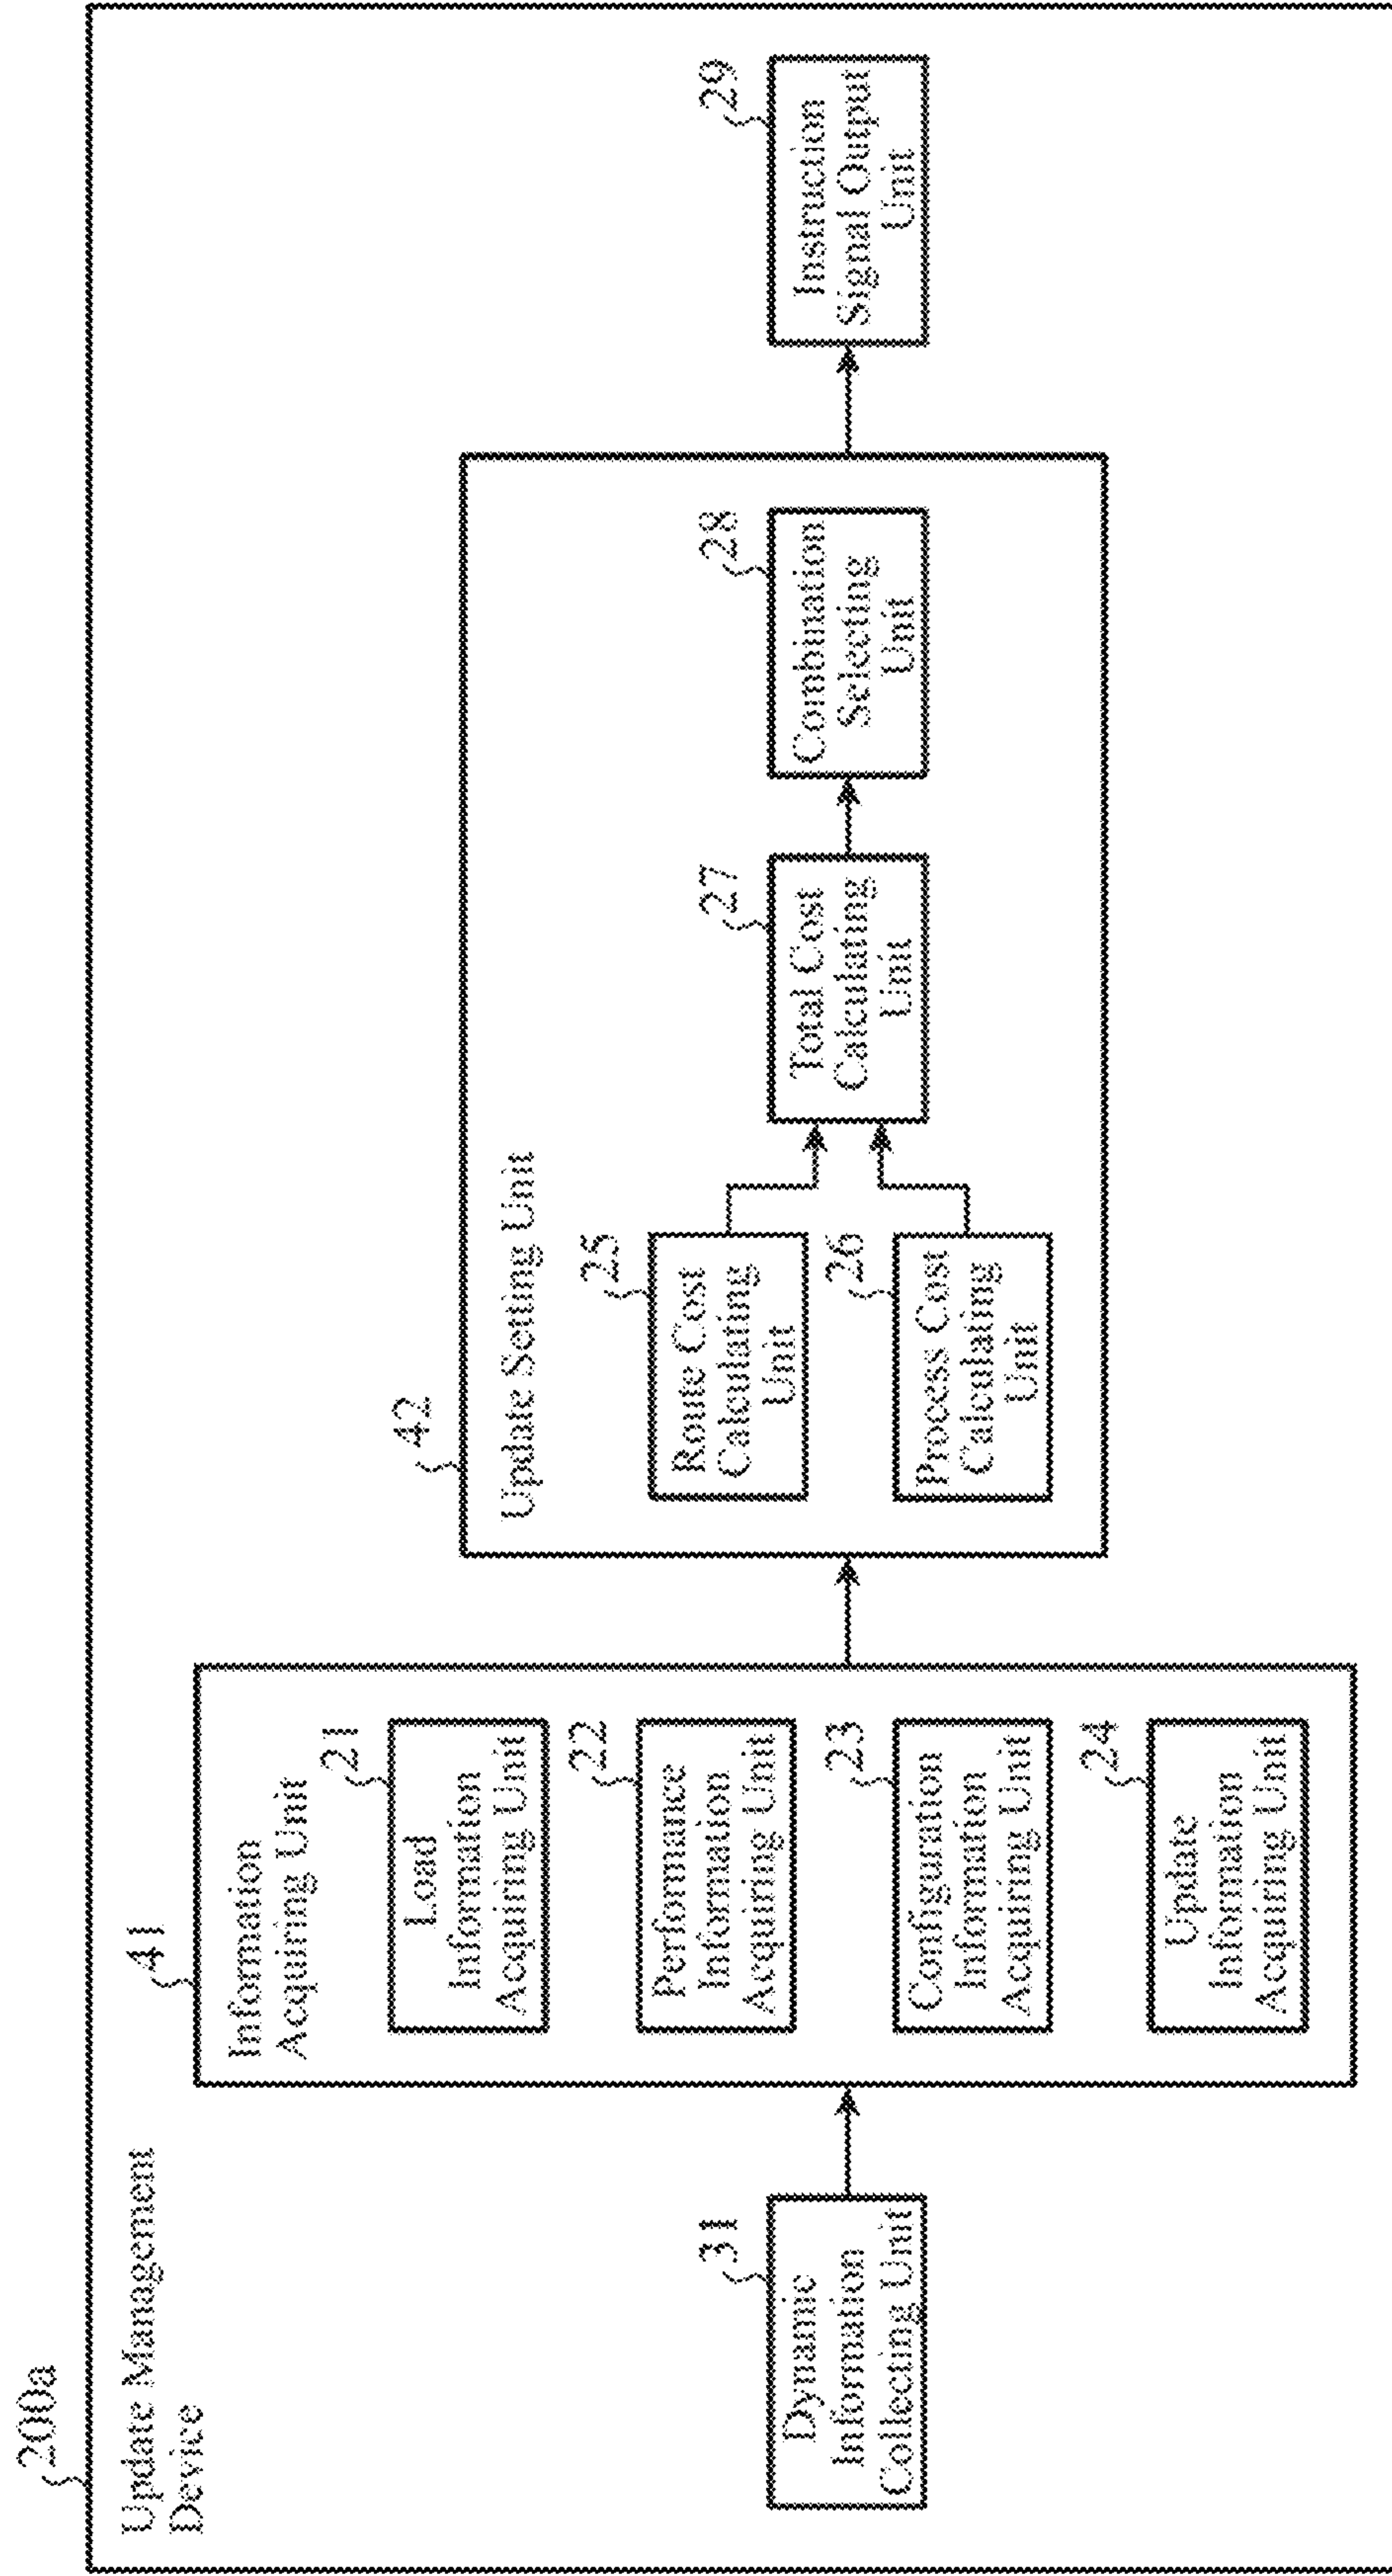 200a
Update Management
Device
31
Dynamic
Information
Collecting Unit
41
Information
Acquiring Unit
21
Load
Information
Acquiring Unit
22
Performance
Information
Acquiring Unit
23
Configuration
Information
Acquiring Unit
24
Update
Information
Acquiring Unit
42
Update Setting Unit
25
Route Cost
Calculating
Unit
26
Process Cost
Calculating
Unit
27
Total Cost
Calculating
Unit
28
Combination
Selecting
Unit
29
Instruction
Signal Output
Unit